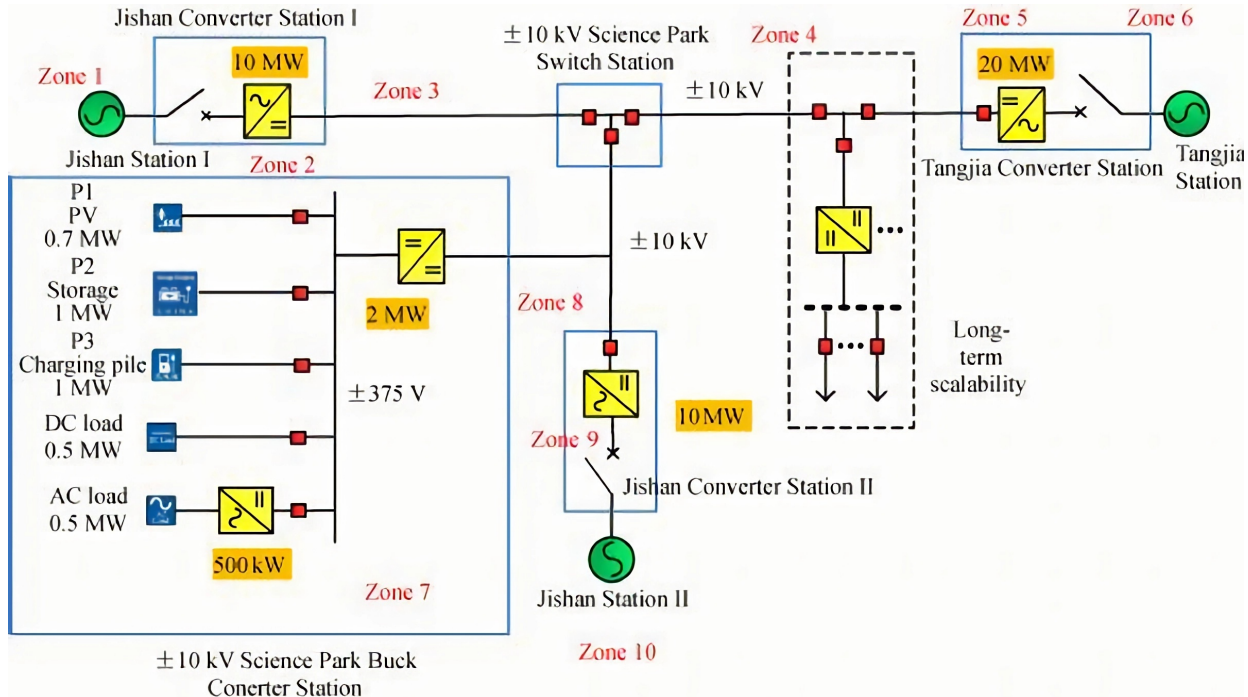 Jishan Converter Station I
Zone 1
10 MW
Zone 3
Jishan Station I
Zone 2
±10 kV Science Park
Switch Station
±10 kV
Zone 4
Zone 5
Zone 6
20 MW
Tangjia Converter Station
Tangjia
Station
P1
PV
0.7 MW
P2
Storage
1 MW
P3
Charging pile
1 MW
DC load
0.5 MW
AC load
0.5 MW
500 kW
±375 V
2 MW
Zone 7
±10 kV Science Park Buck
Conerter Station
±10 kV
Zone 8
10 MW
Zone 9
Jishan Converter Station II
Jishan Station II
Zone 10
Long-
term
scalability